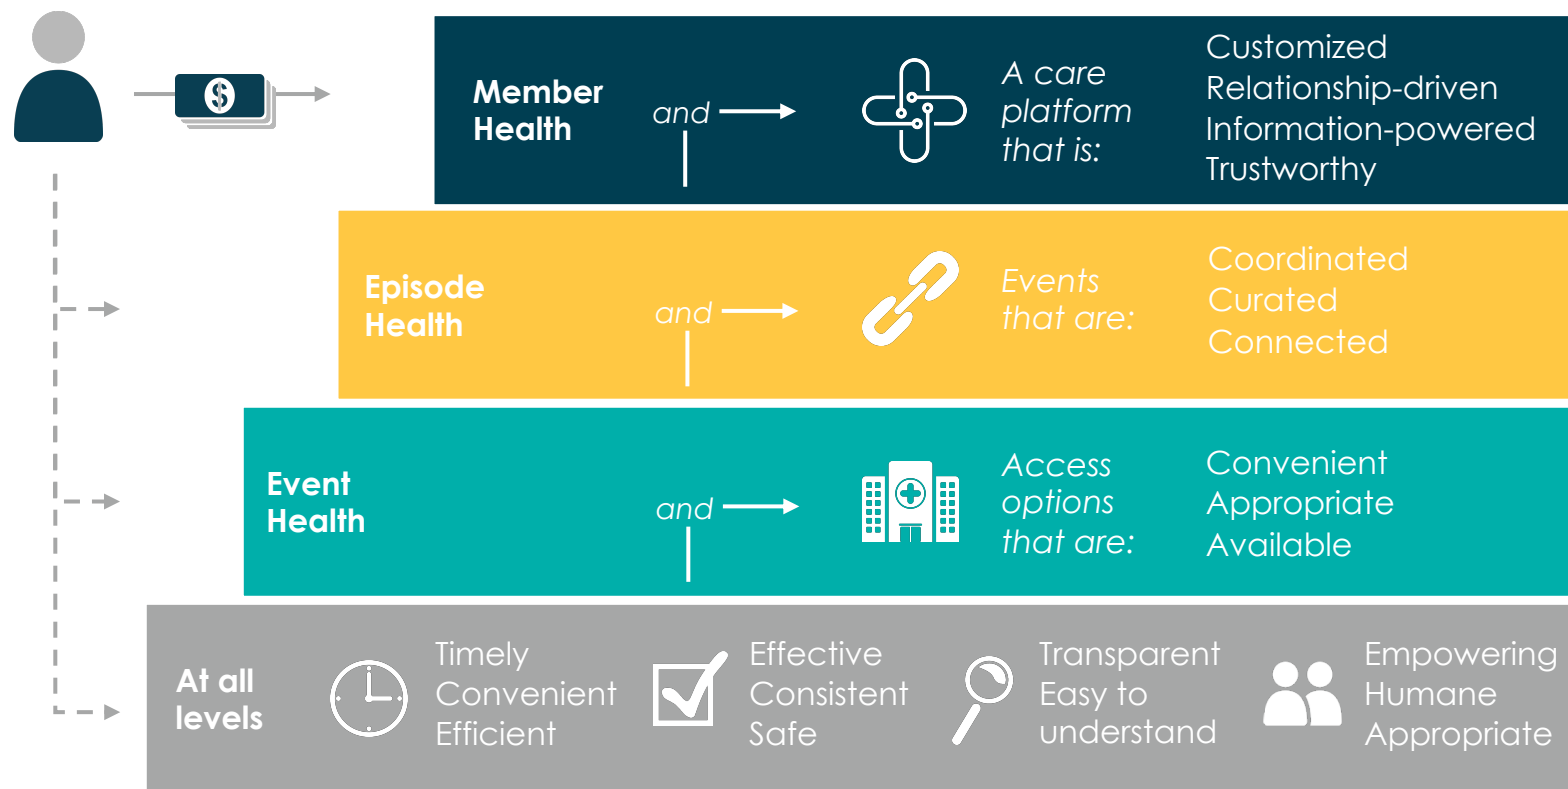 $
Member
Health
and
A care
platform
that is:
Customized
Relationship-driven
Information-powered
Trustworthy
Episode
Health
and
Events
that are:
Coordinated
Curated
Connected
Event
Health
and
Access
options
that are:
Convenient
Appropriate
Available
At all
levels
Timely
Convenient
Efficient
Effective
Consistent
Safe
Transparent
Easy to
understand
Empowering
Humane
Appropriate